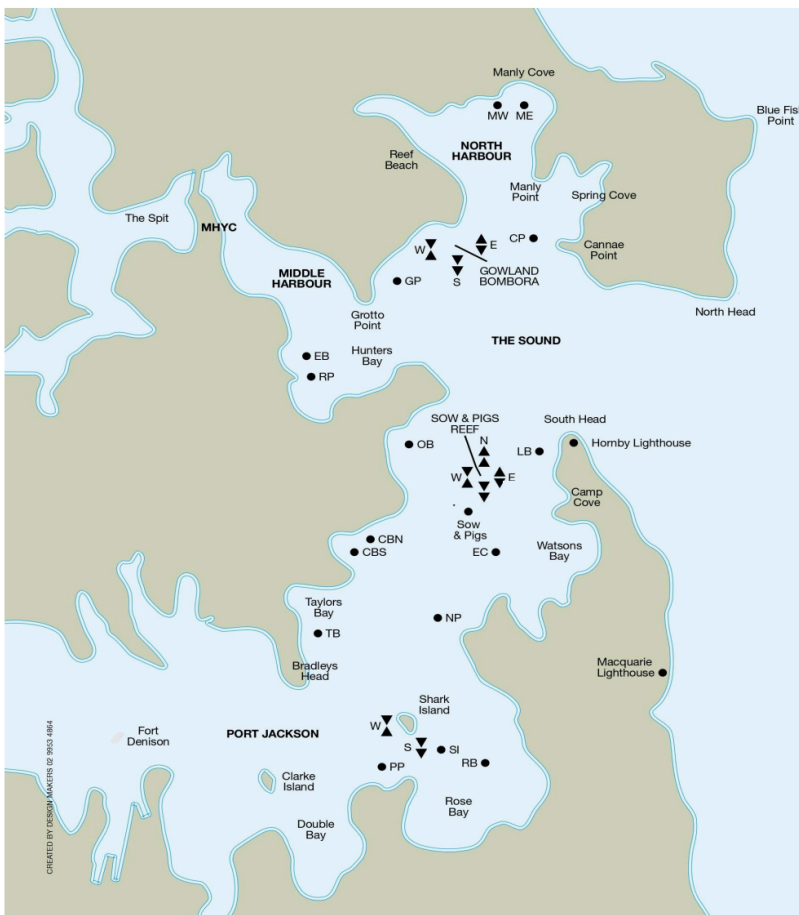 Manly Cove
MW
ME
Blue Fis
Point
NORTH
HARBOUR
Reef
Beach
Manly
Point
Spring Cove
The Spit
MHYC
W
E
CP
Cannae
Point
S
GOWLAND
BOMBORA
MIDDLE
HARBOUR
GP
North Head
Grotto
Point
THE SOUND
EB
Hunters
Bay
RP
SOW & PIGS
REEF
South Head
N
OB
LB
Hornby Lighthouse
W
E
Camp
Cove
Sow
& Pigs
CBN
CBS
EC
Watsons
Bay
Taylors
Bay
NP
TB
Bradleys
Head
Macquarie
Lighthouse
Shark
Island
W
Fort
Denison
PORT JACKSON
S
SI
PP
RB
Clarke
Island
Rose
Bay
Double
Bay
CREATED BY DESIGN MAKERS 02 9953 4864